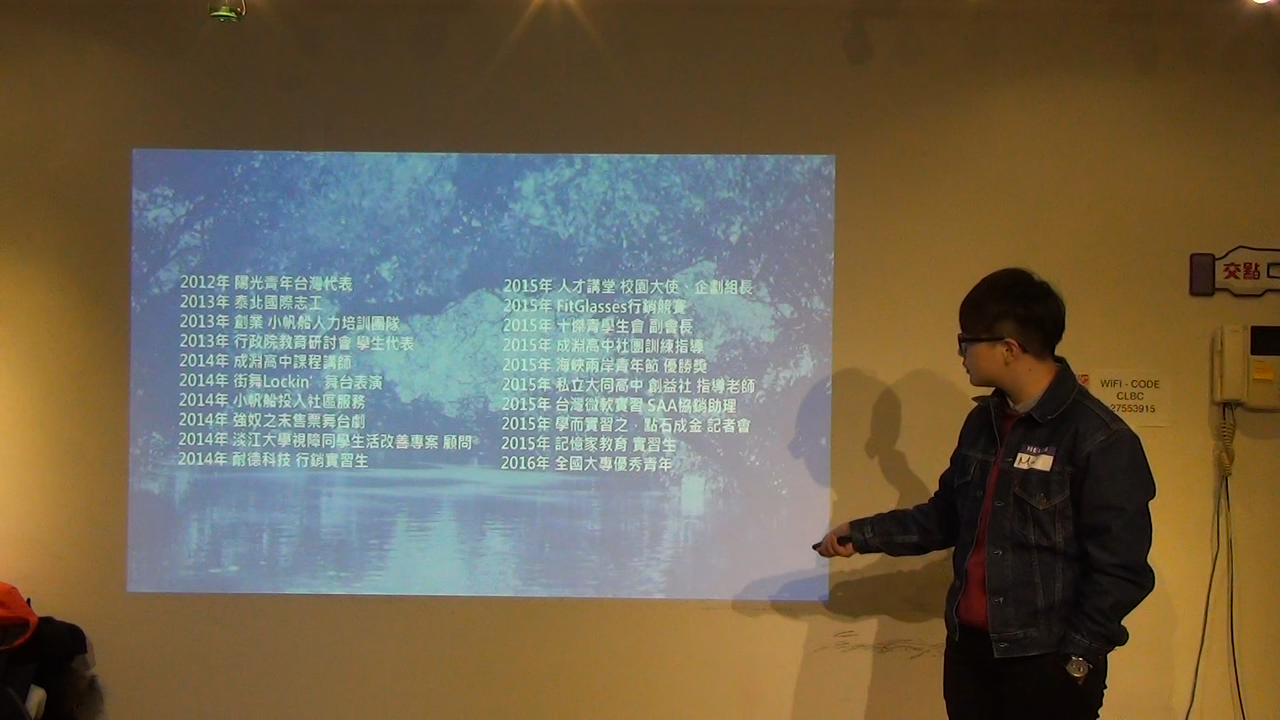 2012年 陽光青年台灣代表
2013年 泰北國際志工
2013年 創業 小帆船人力培訓團隊
2013年 行政院教育研討會 學生代表
2014年 成淵高中課程講師
2014年 街舞Lockin' 舞台表演
2014年 小帆船投入社區服務
2014年 強奴之末售票舞台劇
2014年 淡江大學視障同學生活改善專案 顧問
2014年 耐德科技 行銷實習生
2015年 人才講堂 校園大使、企劃組長
2015年 FitGlasses行銷競賽
2015年 十傑青學生會 副會長
2015年 成淵高中社團訓練指導
2015年 海峽兩岸青年節 優勝獎
2015年 私立大同高中 創益社 指導老師
2015年 台灣微軟實習 SAA協銷助理
2015年 學而實習之．點石成金 記者會
2015年 記憶家教育 實習生
2016年 全國大專優秀青年
交點
WiFi - CODE
CLBC
27553915